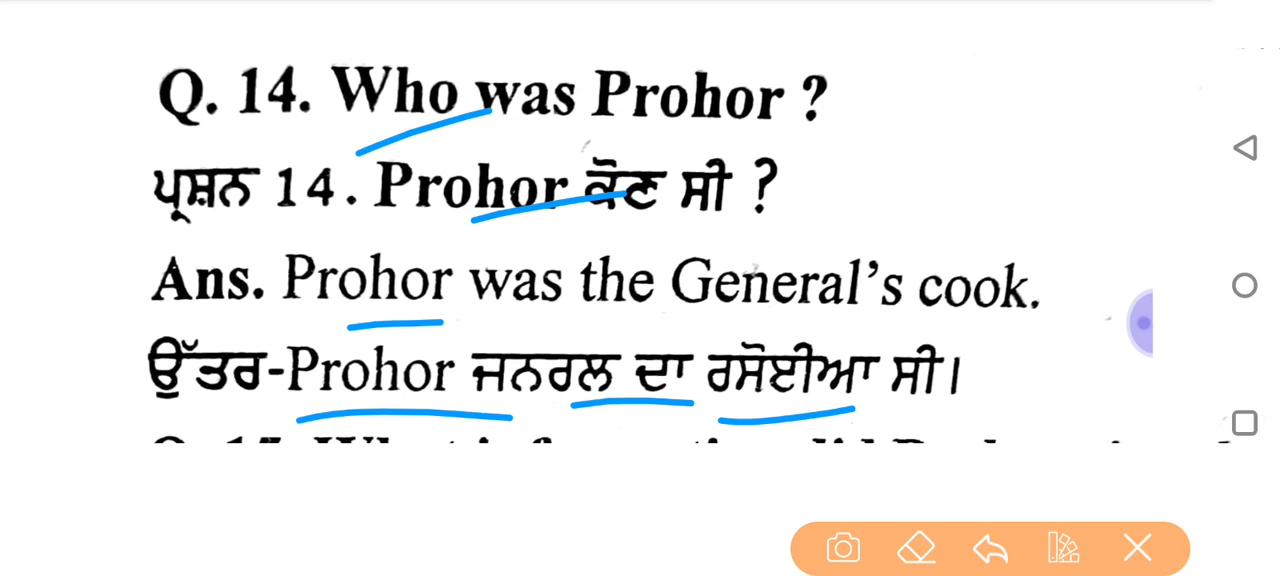 Q. 14. Who was Prohor ?
ਪ੍ਰਸ਼ਨ 14. Prohor ਕੌਣ ਸੀ ?
Ans. Prohor was the General's cook.
ਉੱਤਰ-Prohor ਜਨਰਲ ਦਾ ਰਸੋਈਆ ਸੀ।